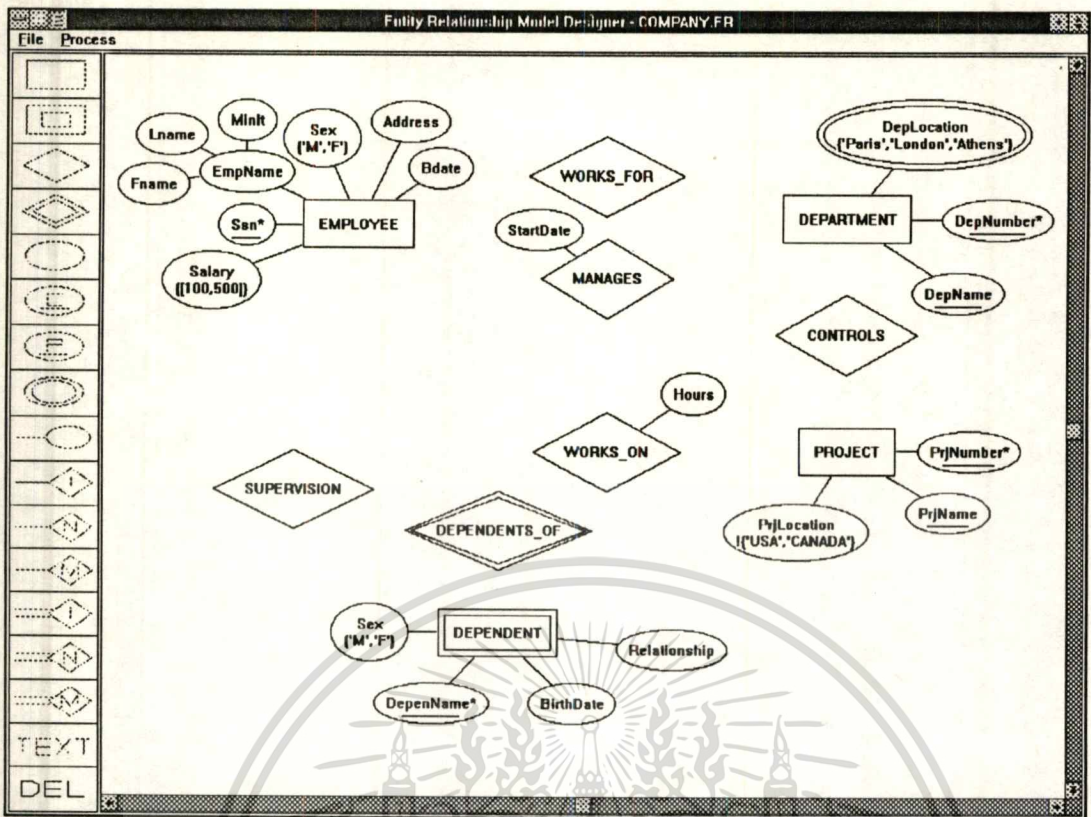 Entity Relationship Model Designer - COMPANY.ER
File Process
TEXT
DEL
Lname
MinIt
Sex
{'M','F'}
Address
Fname
EmpName
Bdate
Ssn*
EMPLOYEE
Salary
{[100,500]}
WORKS_FOR
StartDate
MANAGES
DepLocation
{'Paris','London','Athens'}
DEPARTMENT
DepNumber*
DepName
CONTROLS
Hours
WORKS_ON
PROJECT
PrjNumber*
PrjName
PrjLocation
!{'USA','CANADA'}
SUPERVISION
DEPENDENTS_OF
Sex
{'M','F'}
DEPENDENT
Relationship
DepenName*
BirthDate